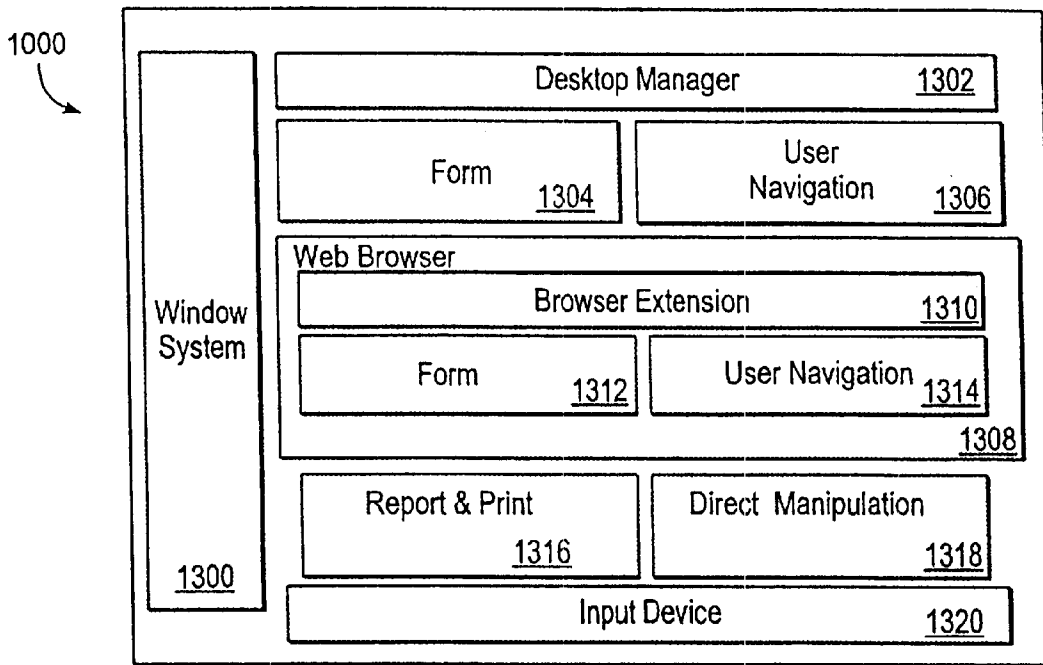 1000
Desktop Manager 1302
Form 1304
User
Navigation 1306
Web Browser
Browser Extension 1310
Form 1312
User Navigation 1314
1308
Window
System
1300
Report & Print
1316
Direct Manipulation
1318
Input Device 1320